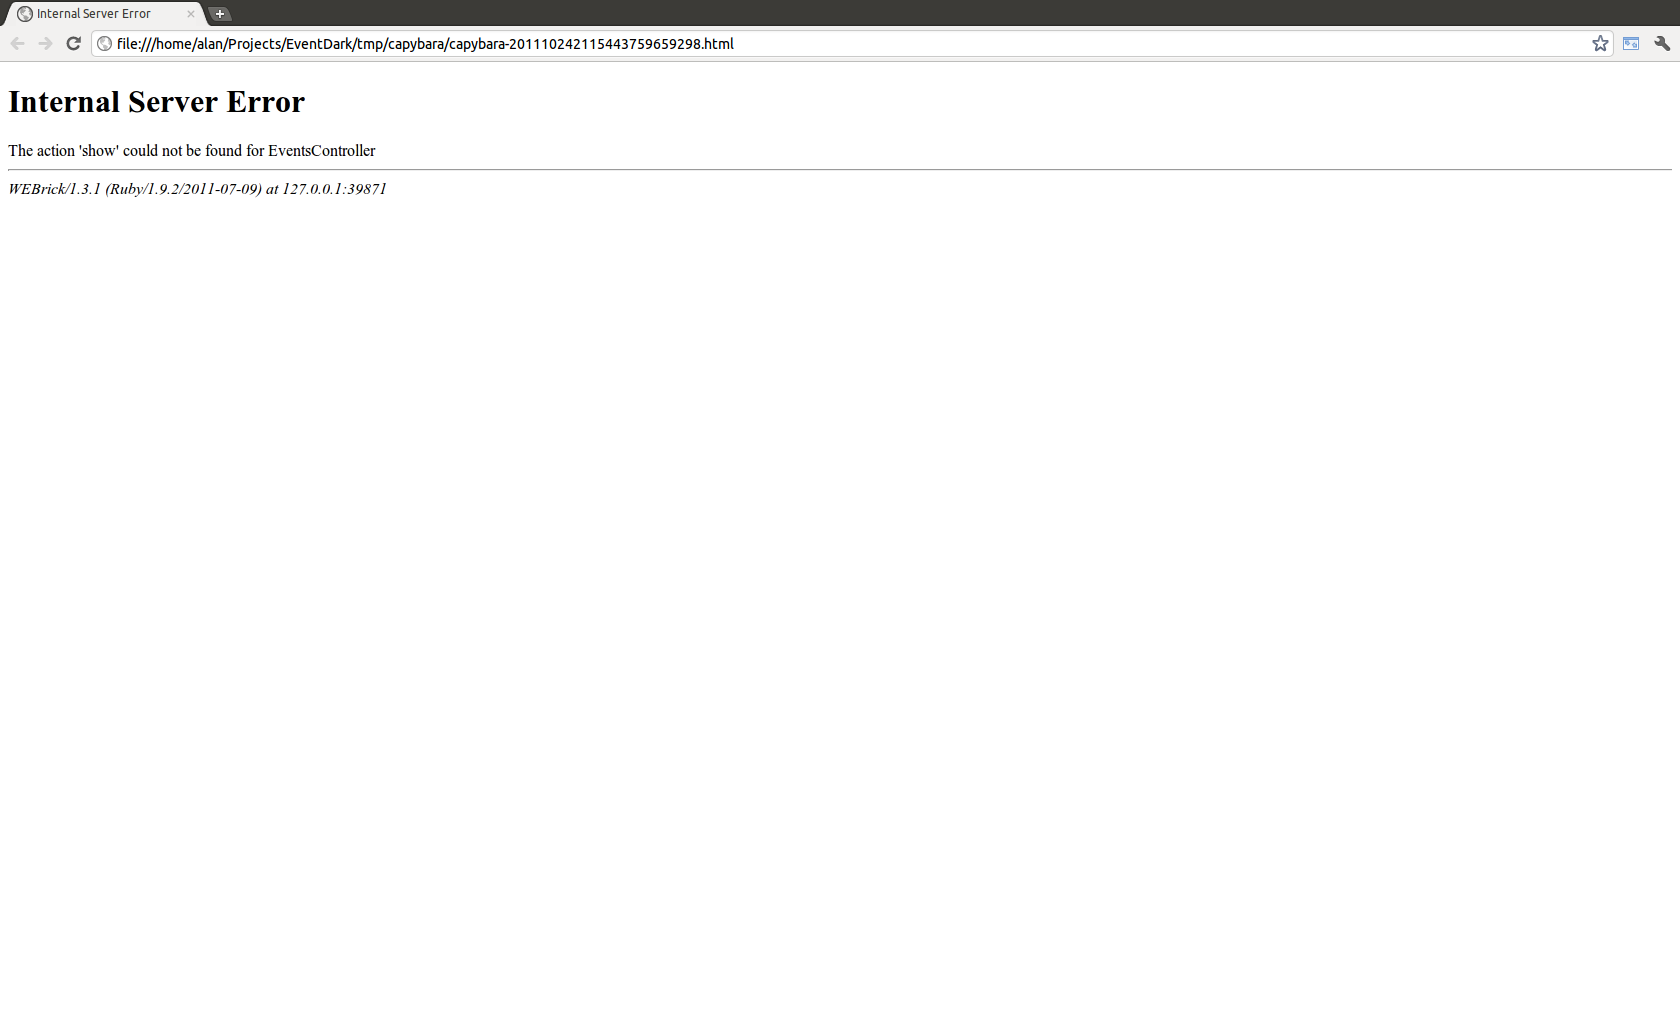 Internal Server Error
file:///home/alan/Projects/EventDark/tmp/capybara/capybara-201110242115443759659298.html
Internal Server Error
The action 'show' could not be found for EventsController
WEBrick/1.3.1 (Ruby/1.9.2/2011-07-09) at 127.0.0.1:39871